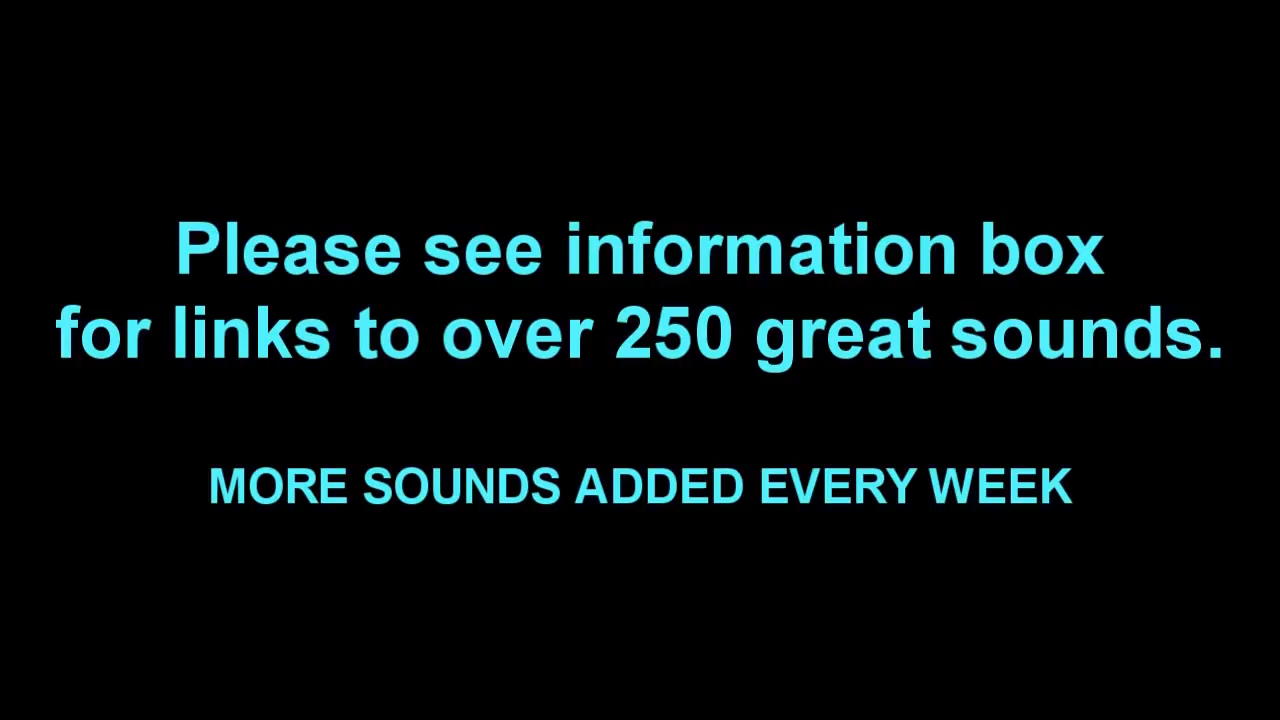 Please see information box
for links to over 250 great sounds.
MORE SOUNDS ADDED EVERY WEEK